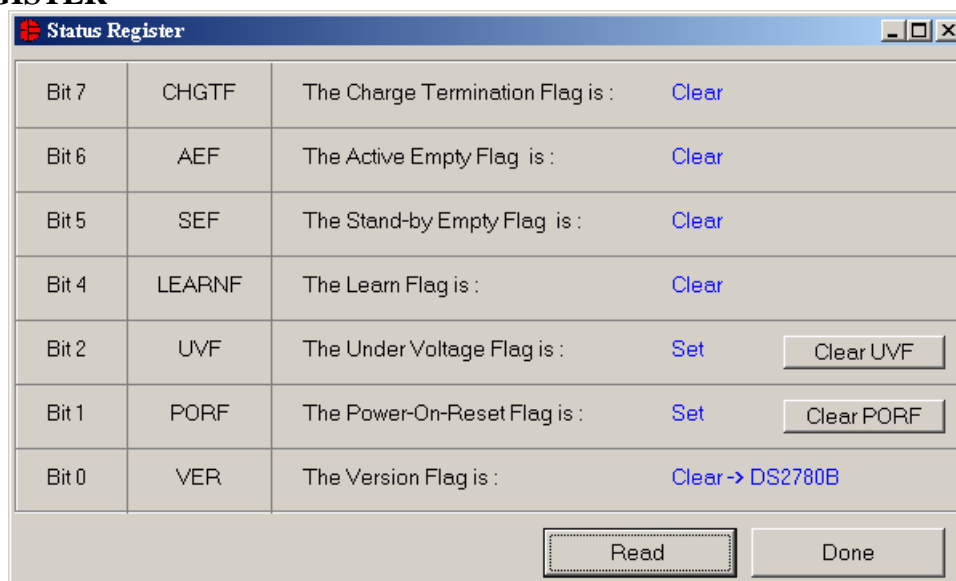 Status Register
Bit 7 CHGTF The Charge Termination Flag is : Clear
Bit 6 AEF The Active Empty Flag is : Clear
Bit 5 SEF The Stand-by Empty Flag is : Clear
Bit 4 LEARNF The Learn Flag is : Clear
Bit 2 UVF The Under Voltage Flag is : Set Clear UVF
Bit 1 PORF The Power-On-Reset Flag is : Set Clear PORF
Bit 0 VER The Version Flag is : Clear -> DS2780B
Read Done